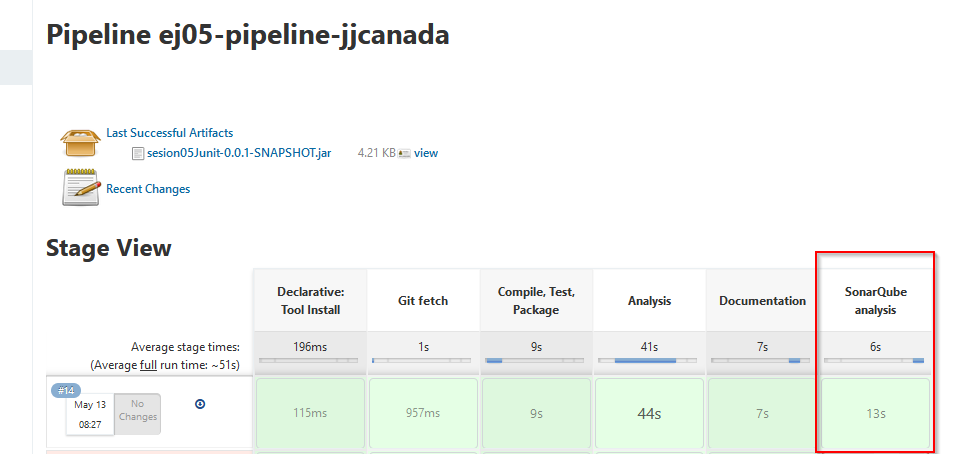 Pipeline ej05-pipeline-jjcanada
Last Successful Artifacts
sesion05Junit-0.0.1-SNAPSHOT.jar 4.21 KB view
Recent Changes
Stage View
Declarative:
Tool Install
Git fetch
Compile, Test,
Package
Analysis
Documentation
SonarQube
analysis
Average stage times:
(Average full run time: ~51s)
196ms 1s 9s 41s 7s 6s
#14
May 13
08:27
No
Changes
115ms 957ms 9s 44s 7s 13s